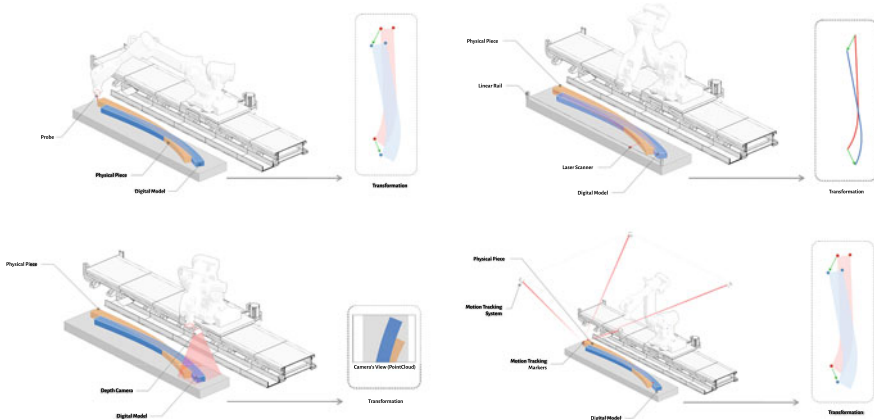 Probe
Physical Piece
Digital Model
Transformation
Physical Piece
Linear Rail
Laser Scanner
Digital Model
Transformation
Physical Piece
Depth Camera
Digital Model
Camera's View (PointCloud)
Transformation
Physical Piece
Motion Tracking
System
Motion Tracking
Markers
Digital Model
Transformation